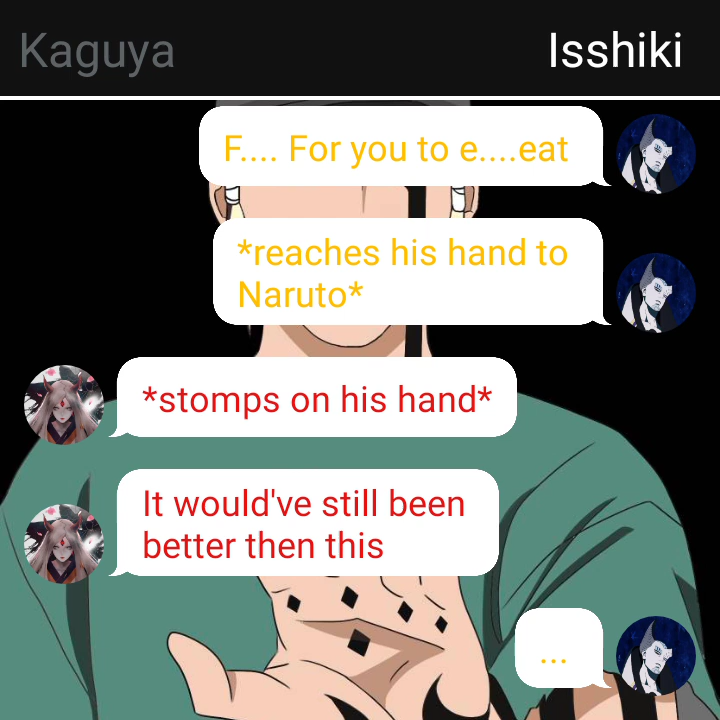 Kaguya
Isshiki
F.... For you to e....eat
*reaches his hand to
Naruto*
*stomps on his hand*
It would've still been
better then this
...